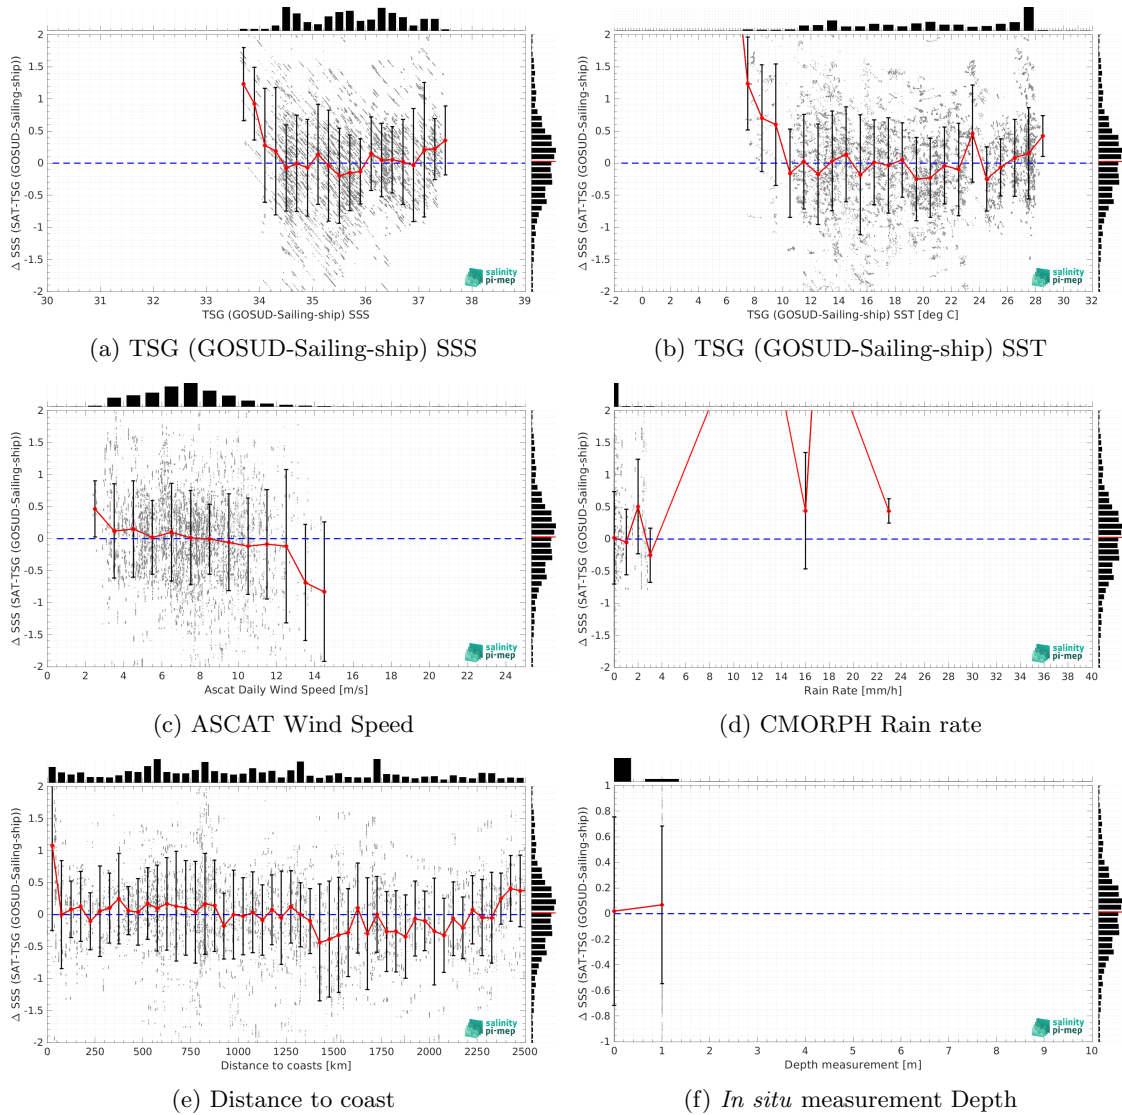 2
1.5
1
0.5
0
-0.5
-1
-1.5
-2
Δ SSS (SAT-TSG (GOSUD-Sailing-ship))
salinity
pi-mep
30 31 32 33 34 35 36 37 38 39
TSG (GOSUD-Sailing-ship) SSS
(a) TSG (GOSUD-Sailing-ship) SSS
2
1.5
1
0.5
0
-0.5
-1
-1.5
-2
Δ SSS (SAT-TSG (GOSUD-Sailing-ship))
salinity
pi-mep
-2 0 2 4 6 8 10 12 14 16 18 20 22 24 26 28 30 32
TSG (GOSUD-Sailing-ship) SST [deg C]
(b) TSG (GOSUD-Sailing-ship) SST
2
1.5
1
0.5
0
-0.5
-1
-1.5
-2
Δ SSS (SAT-TSG (GOSUD-Sailing-ship))
salinity
pi-mep
0 2 4 6 8 10 12 14 16 18 20 22 24
Ascat Daily Wind Speed [m/s]
(c) ASCAT Wind Speed
2
1.5
1
0.5
0
-0.5
-1
-1.5
-2
Δ SSS (SAT-TSG (GOSUD-Sailing-ship))
salinity
pi-mep
0 2 4 6 8 10 12 14 16 18 20 22 24 26 28 30 32 34 36 38 40
Rain Rate [mm/h]
(d) CMORPH Rain rate
2
1.5
1
0.5
0
-0.5
-1
-1.5
-2
Δ SSS (SAT-TSG (GOSUD-Sailing-ship))
salinity
pi-mep
0 250 500 750 1000 1250 1500 1750 2000 2250 2500
Distance to coasts [km]
(e) Distance to coast
1
0.8
0.6
0.4
0.2
0
-0.2
-0.4
-0.6
-0.8
-1
Δ SSS (SAT-TSG (GOSUD-Sailing-ship))
salinity
pi-mep
0 1 2 3 4 5 6 7 8 9 10
Depth measurement [m]
(f) In situ measurement Depth